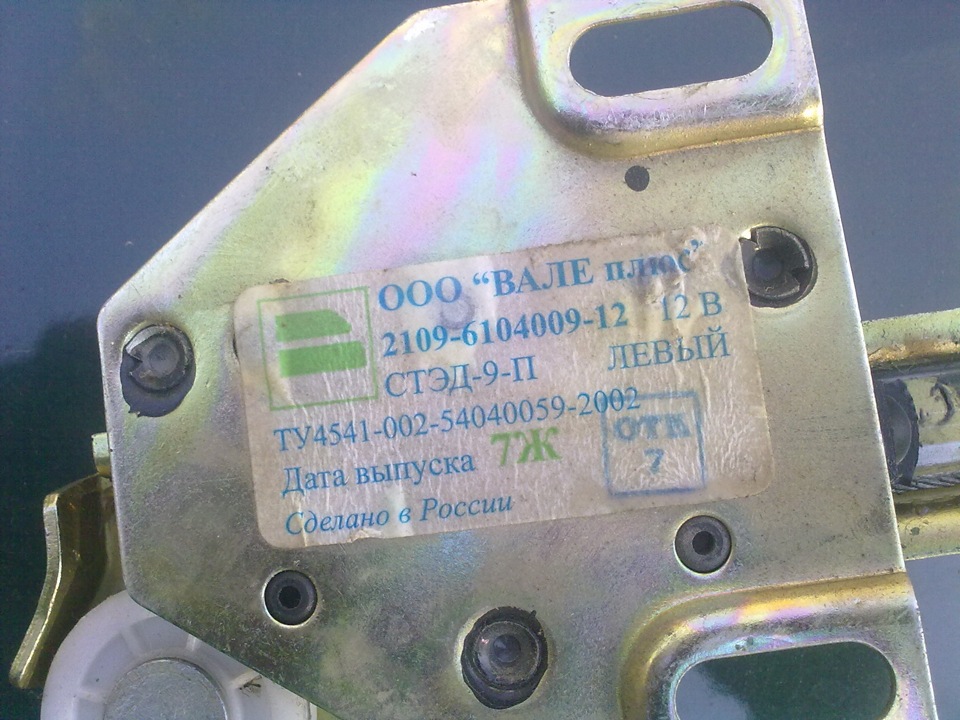 ООО “ВАЛЕ плюс”
2109-6104009-12 12 В
СТЭД-9-П ЛЕВЫЙ
ТУ4541-002-54040059-2002
Дата выпуска 7Ж
ОТК
7
Сделано в России